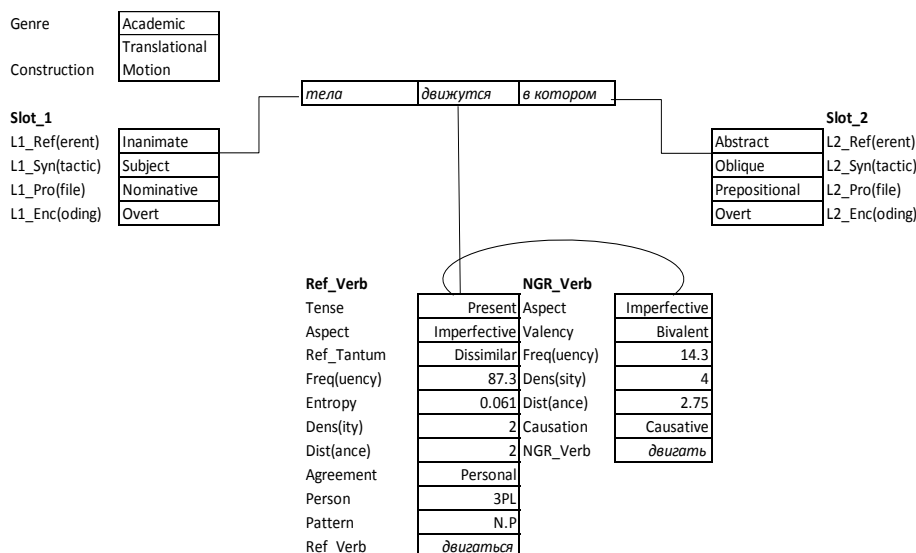 Genre Academic
Translational
Construction Motion
тела движутся в котором
Slot_1 Slot_2
L1_Ref(erent) Inanimate Abstract L2_Ref(erent)
L1_Syn(tactic) Subject Oblique L2_Syn(tactic)
L1_Pro(file) Nominative Prepositional L2_Pro(file)
L1_Enc(oding) Overt Overt L2_Enc(oding)
Ref_Verb NGR_Verb
Tense Present Aspect Imperfective
Aspect Imperfective Valency Bivalent
Ref_Tantum Dissimilar Freq(uency) 14.3
Freq(uency) 87.3 Dens(sity) 4
Entropy 0.061 Dist(ance) 2.75
Dens(ity) 2 Causation Causative
Dist(ance) 2 NGR_Verb двигать
Agreement Personal
Person 3PL
Pattern N.P
Ref_Verb двигаться